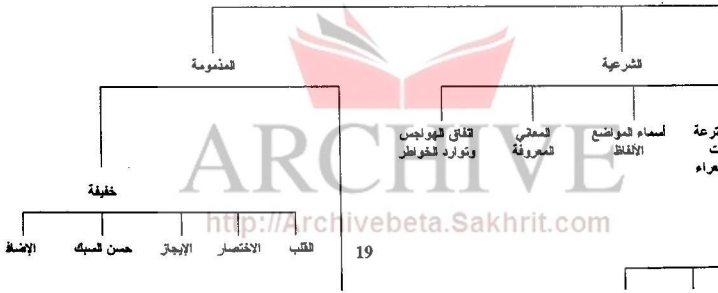 الشرعية
المذمومة
أسماء المواضع
الألفاظ
المعاني
المعروفة
اتفاق الهواجس
وتوارد الخواطر
ARCHIVE
خفيفة
http://Archivebeta.Sakhrit.com
القلب
الاختصار
الإيجاز
حسن السبك
19